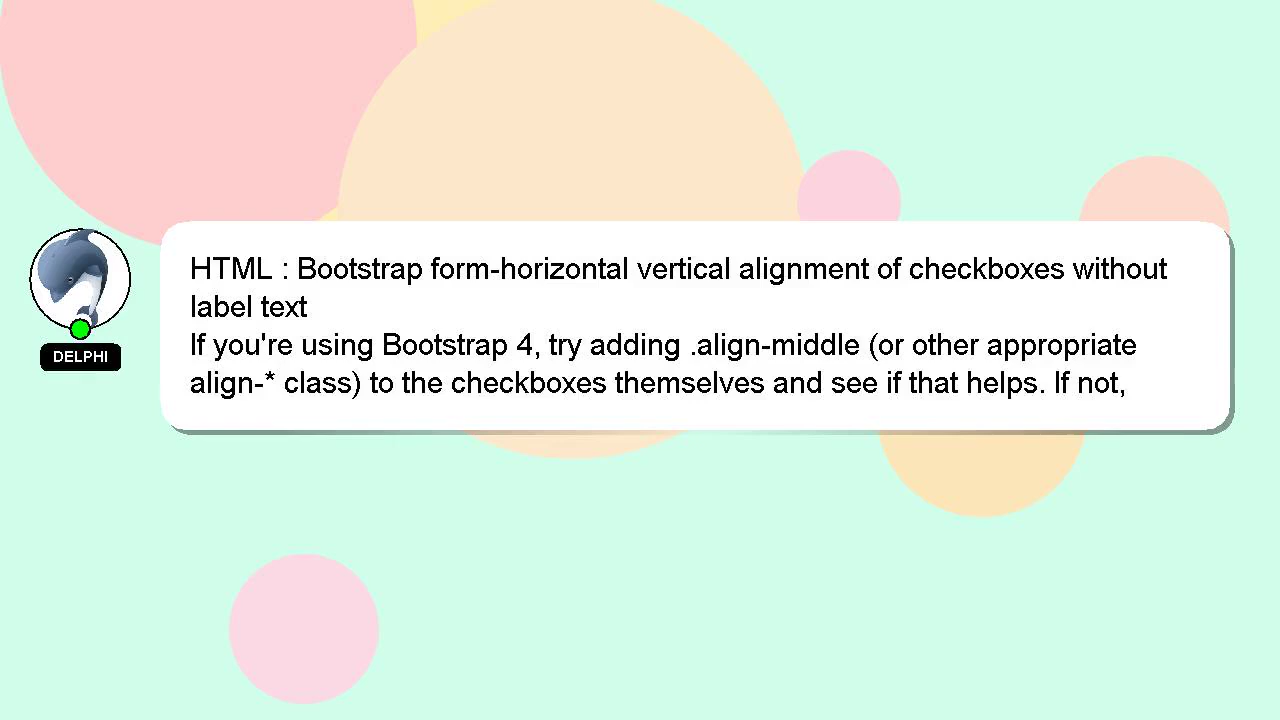 HTML : Bootstrap form-horizontal vertical alignment of checkboxes without
label text
If you're using Bootstrap 4, try adding .align-middle (or other appropriate
align-* class) to the checkboxes themselves and see if that helps. If not,
DELPHI